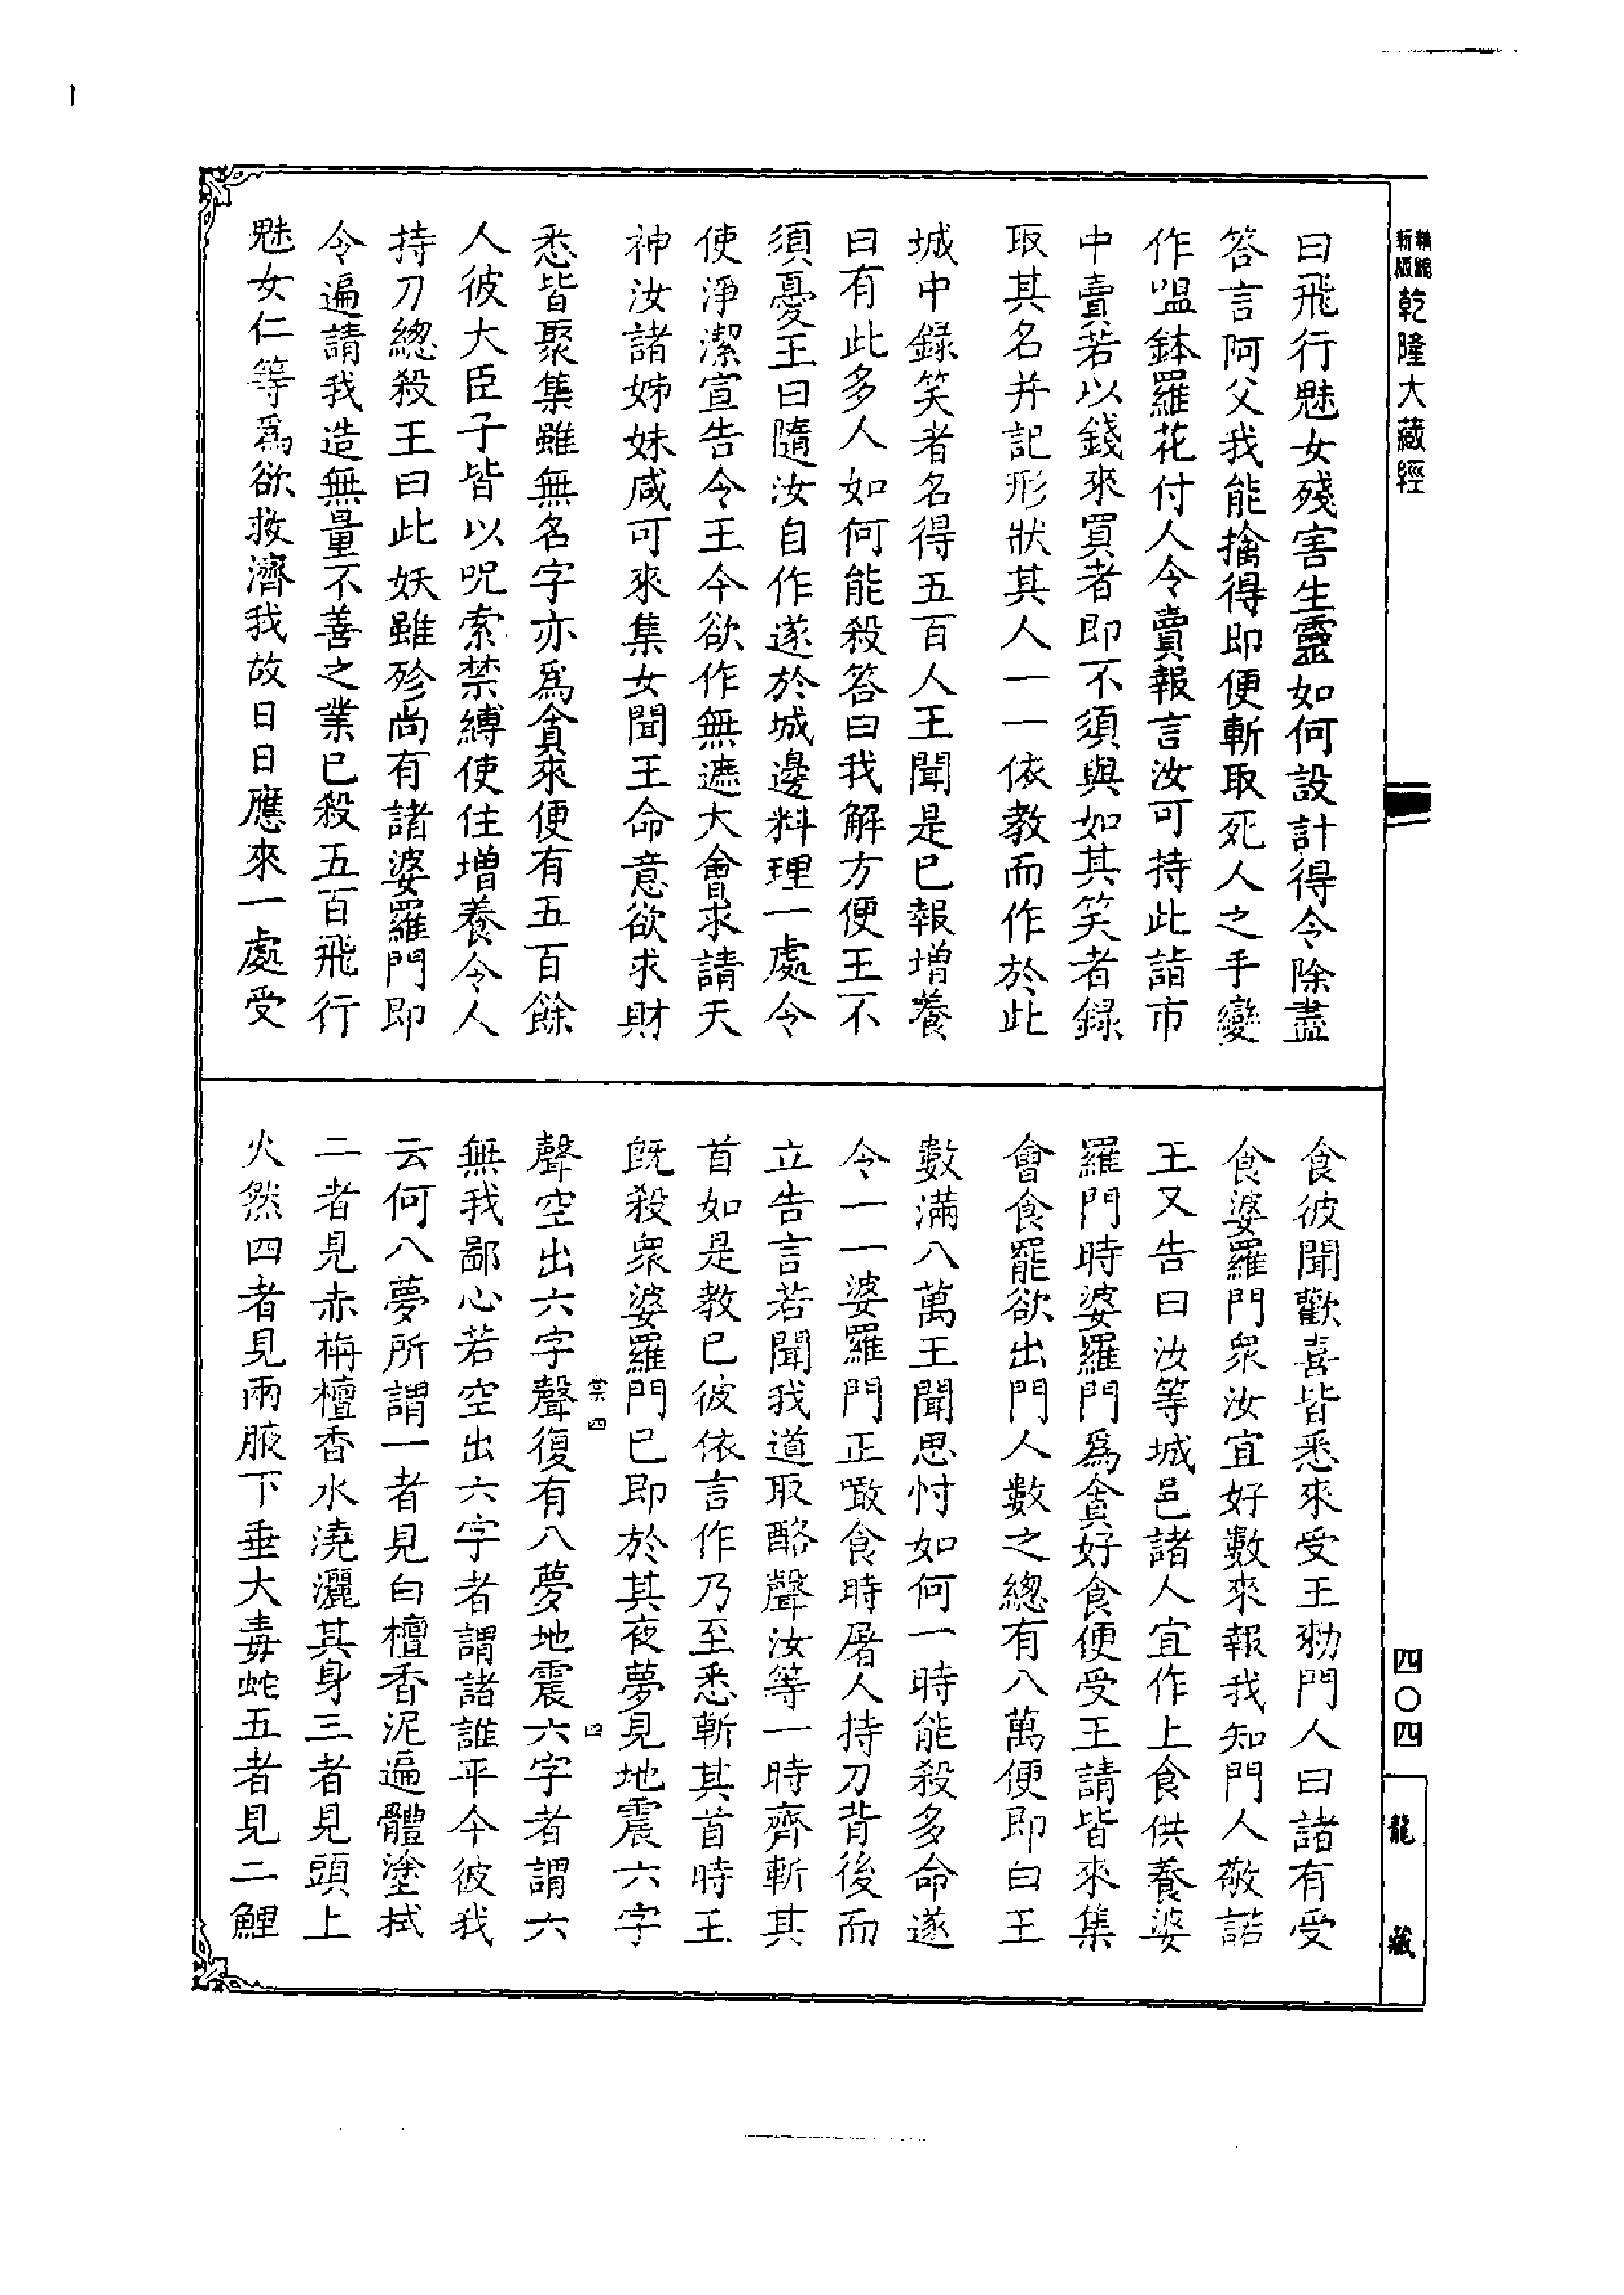 乾隆大藏經
曰飛行魅女殘害生靈如何設計得令除盡
答言阿父我能擒得即便斬取死人之手變
作嗢鉢羅花付人令賣報言汝可持此詣市
中賣若以錢來買者即不須與如其笑者錄
取其名并記形狀其人一一依教而作於此
城中錄笑者名得五百人王聞是已報增養
曰有此多人如何能殺答曰我解方便王不
須憂王曰隨汝自作遂於城邊料理一處令
使淨潔宣告令王今欲作無遮大會求請天
神汝諸姊妹咸可來集女聞王命意欲求財
悉皆聚集雖無名字亦為貪來便有五百餘
人彼大臣子皆以呪索禁縛使住增養令人
持刀總殺王曰此妖雖殄尚有諸婆羅門即
令遍請我造無量不善之業已殺五百飛行
魅女仁等為欲救濟我故日日應來一處受
食彼聞歡喜皆悉來受王勑門人曰諸有受
食婆羅門眾汝宜好數來報我知門人敬諾
王又告曰汝等城邑諸人宜作上食供養婆
羅門時婆羅門為貪好食便受王請皆來集
會食罷欲出門人數之總有八萬便即白王
數滿八萬王聞思忖如何一時能殺多命遂
令一一婆羅門正噉食時屠人持刀背後而
立告言若聞我道取酪聲汝等一時齊斬其
首如是教已彼依言作乃至悉斬其首時王
既殺眾婆羅門已即於其夜夢見地震六字
聲空出六字聲復有八夢地震六字者謂六
無我鄙心若空出六字者謂諸誰平今彼我
云何八夢所謂一者見白檀香泥遍體塗拭
二者見赤栴檀香水澆灑其身三者見頭上
火然四者見兩腋下垂大毒蛇五者見二鯉
棠四
四
四〇四
龍藏